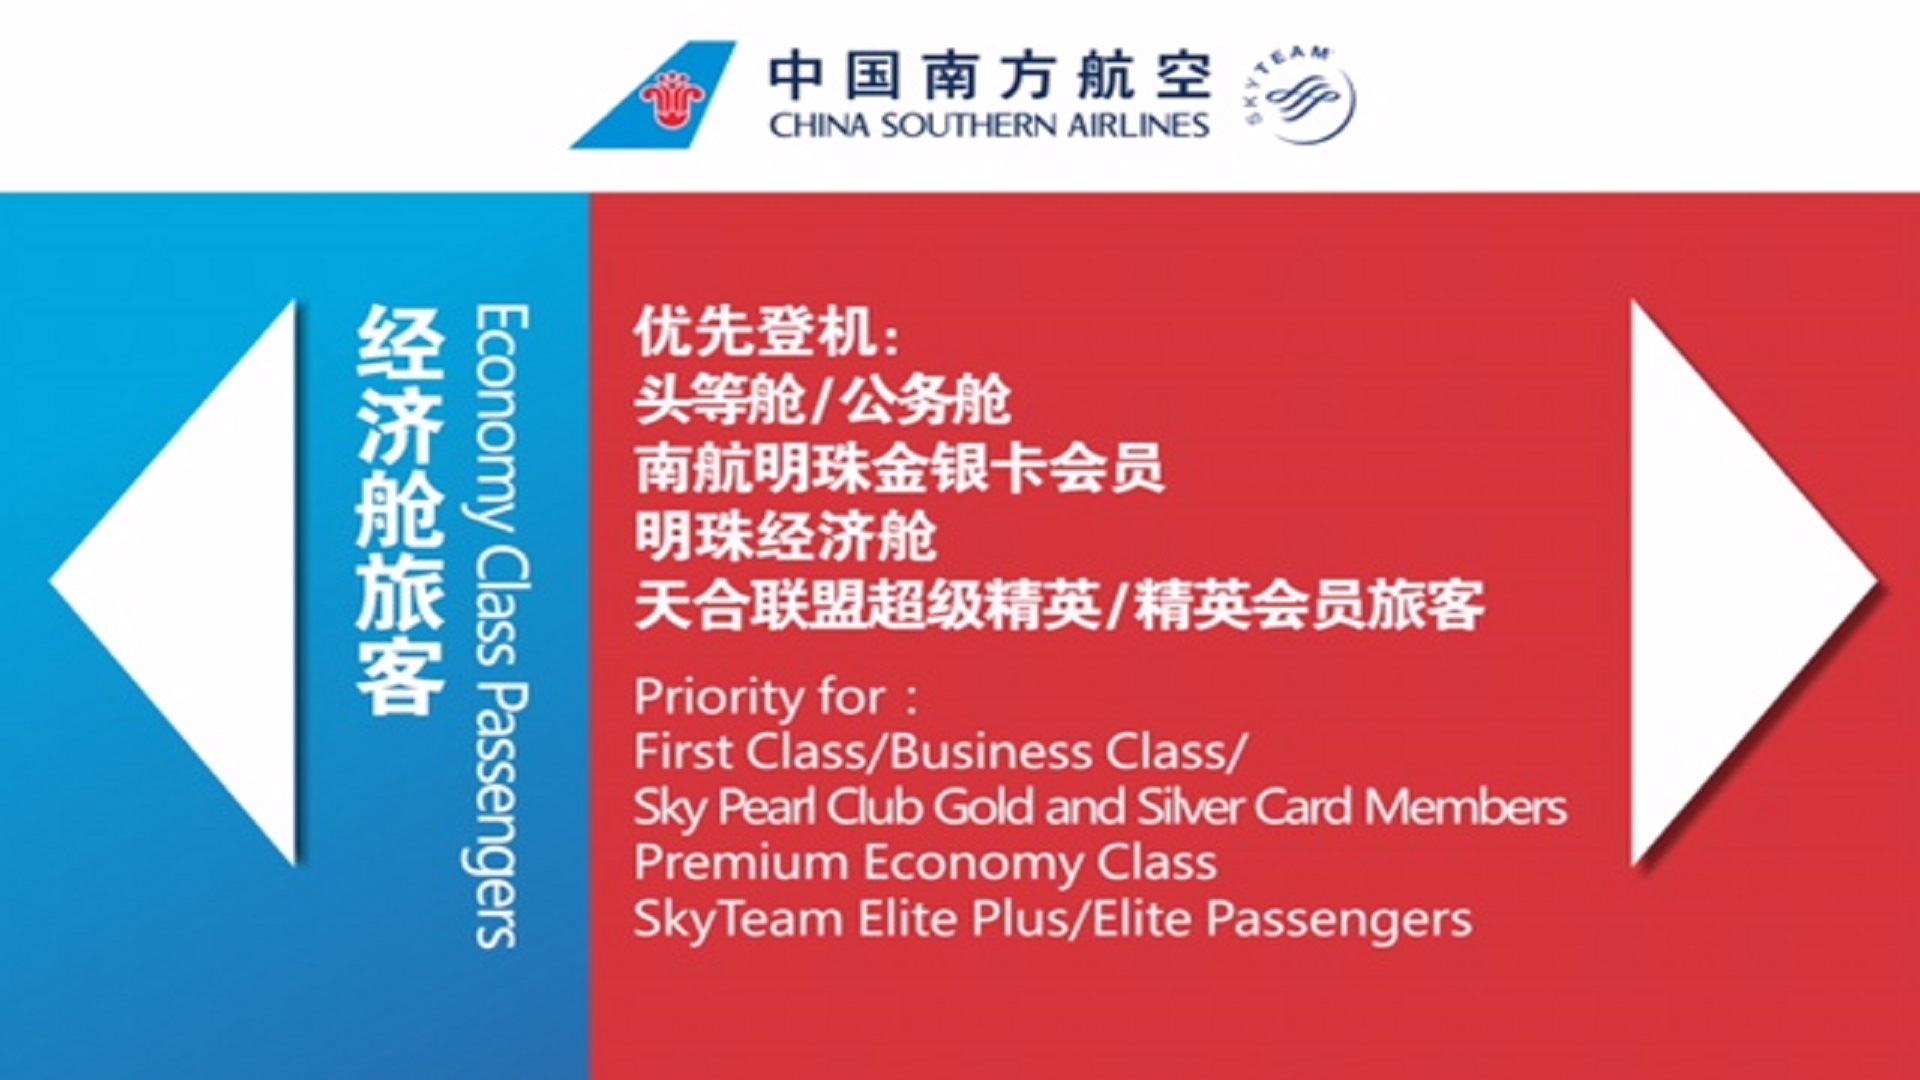 中国南方航空
CHINA SOUTHERN AIRLINES
SKYTEAM
经济舱旅客
Economy Class Passengers
优先登机：
头等舱/公务舱
南航明珠金银卡会员
明珠经济舱
天合联盟超级精英/精英会员旅客
Priority for：
First Class/Business Class/
Sky Pearl Club Gold and Silver Card Members
Premium Economy Class
SkyTeam Elite Plus/Elite Passengers